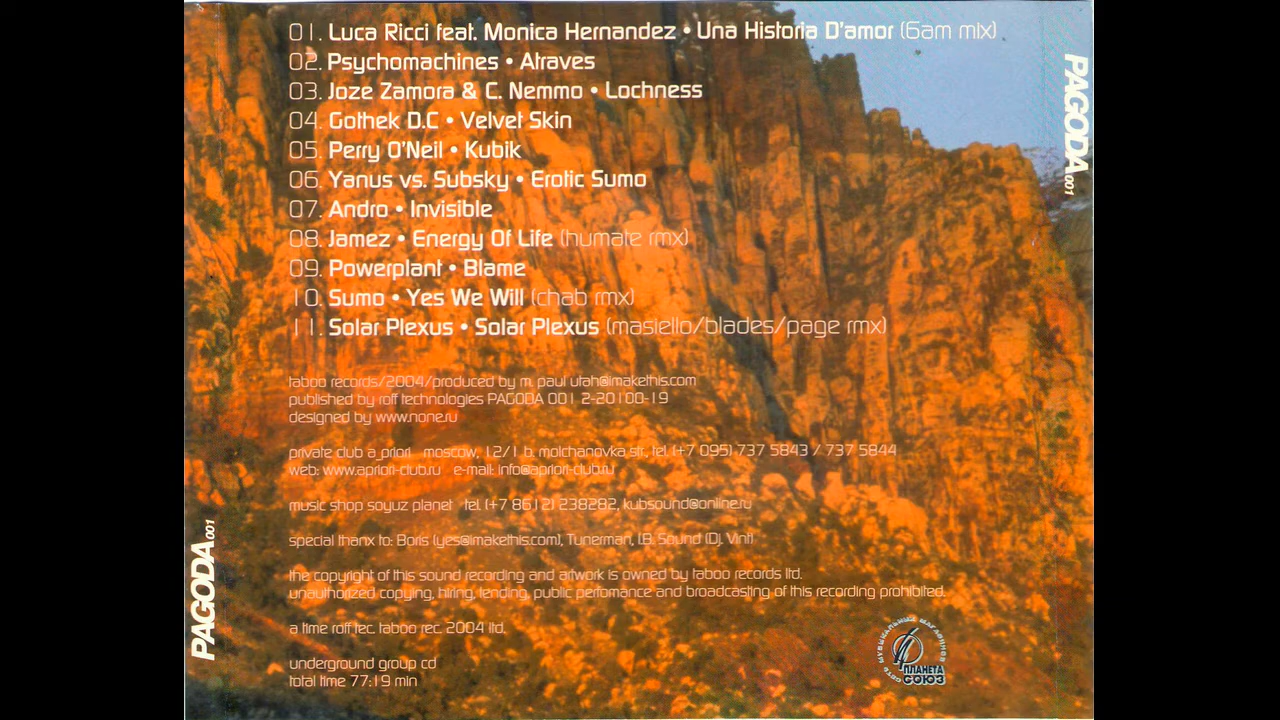 01. Luca Ricci feat. Monica Hernandez • Una Historia D'amor (6am mix)
02. Psychomachines • Atraves
03. Joze Zamora & C. Nemmo • Lochness
04. Gothek D.C • Velvet Skin
05. Perry O'Neil • Kubik
06. Yanus vs. Subsky • Erotic Sumo
07. Andro • Invisible
08. Jamez • Energy Of Life (humate rmx)
09. Powerplant • Blame
10. Sumo • Yes We Will (chab rmx)
11. Solar Plexus • Solar Plexus (masiello/blades/page rmx)
taboo records/2004/produced by m. paul utah@imakethis.com
published by roff technologies PAGODA 001 2-20100-19
designed by www.none.ru
private club a_priori moscow, 12/1 b. molchanovka str., tel. (+7 095) 737 5843 / 737 5844
web: www.apriori-club.ru e-mail: info@apriori-club.ru
music shop soyuz planet tel. (+7 8612) 238282, kubsound@online.ru
special thanx to: Boris (yes@imakethis.com), Tunerman, I.B. Sound (Dj. Vint)
the copyright of this sound recording and artwork is owned by taboo records ltd.
unauthorized copying, hiring, lending, public perfomance and broadcasting of this recording prohibited.
a time roff tec. taboo rec. 2004 ltd.
underground group cd
total time 77:19 min
PAGODA 001
PAGODA 001
СЕТЬ МУЗЫКАЛЬНЫХ МАГАЗИНОВ
ПЛАНЕТА
СОЮЗ